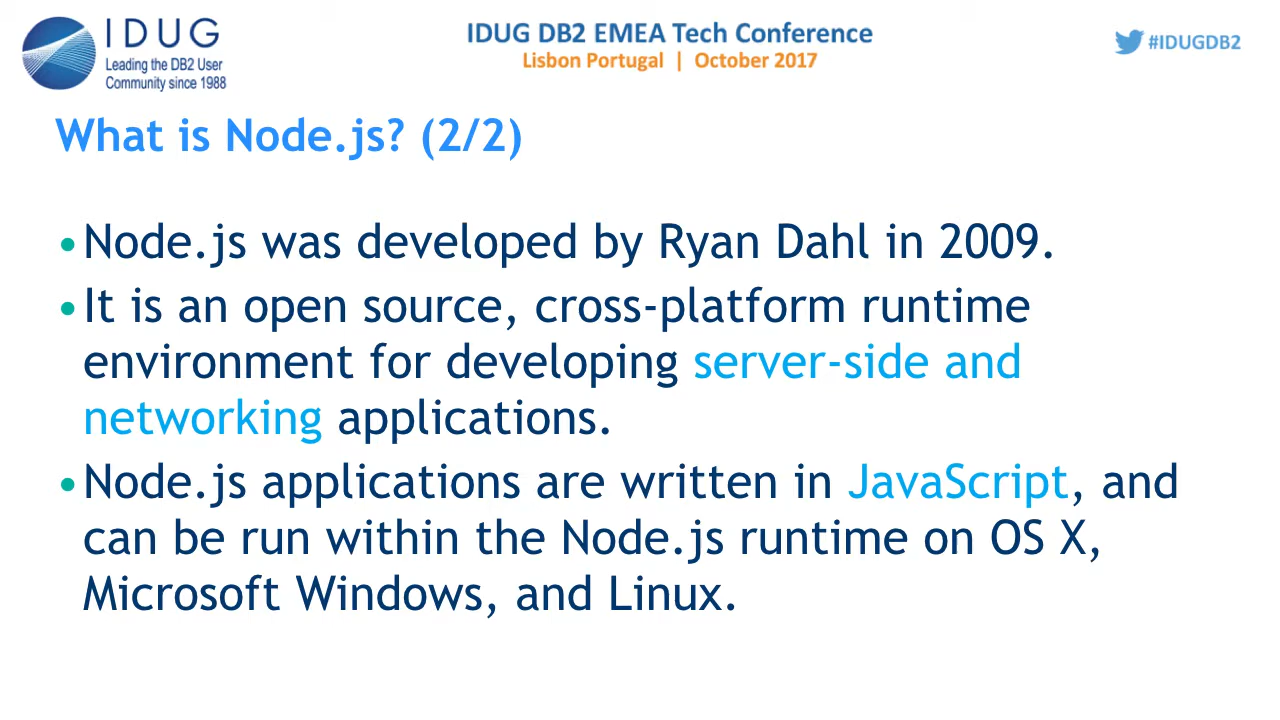 IDUG
Leading the DB2 User
Community since 1988
IDUG DB2 EMEA Tech Conference
Lisbon Portugal | October 2017
#IDUGDB2
What is Node.js? (2/2)
•Node.js was developed by Ryan Dahl in 2009.
•It is an open source, cross-platform runtime
environment for developing server-side and
networking applications.
•Node.js applications are written in JavaScript, and
can be run within the Node.js runtime on OS X,
Microsoft Windows, and Linux.